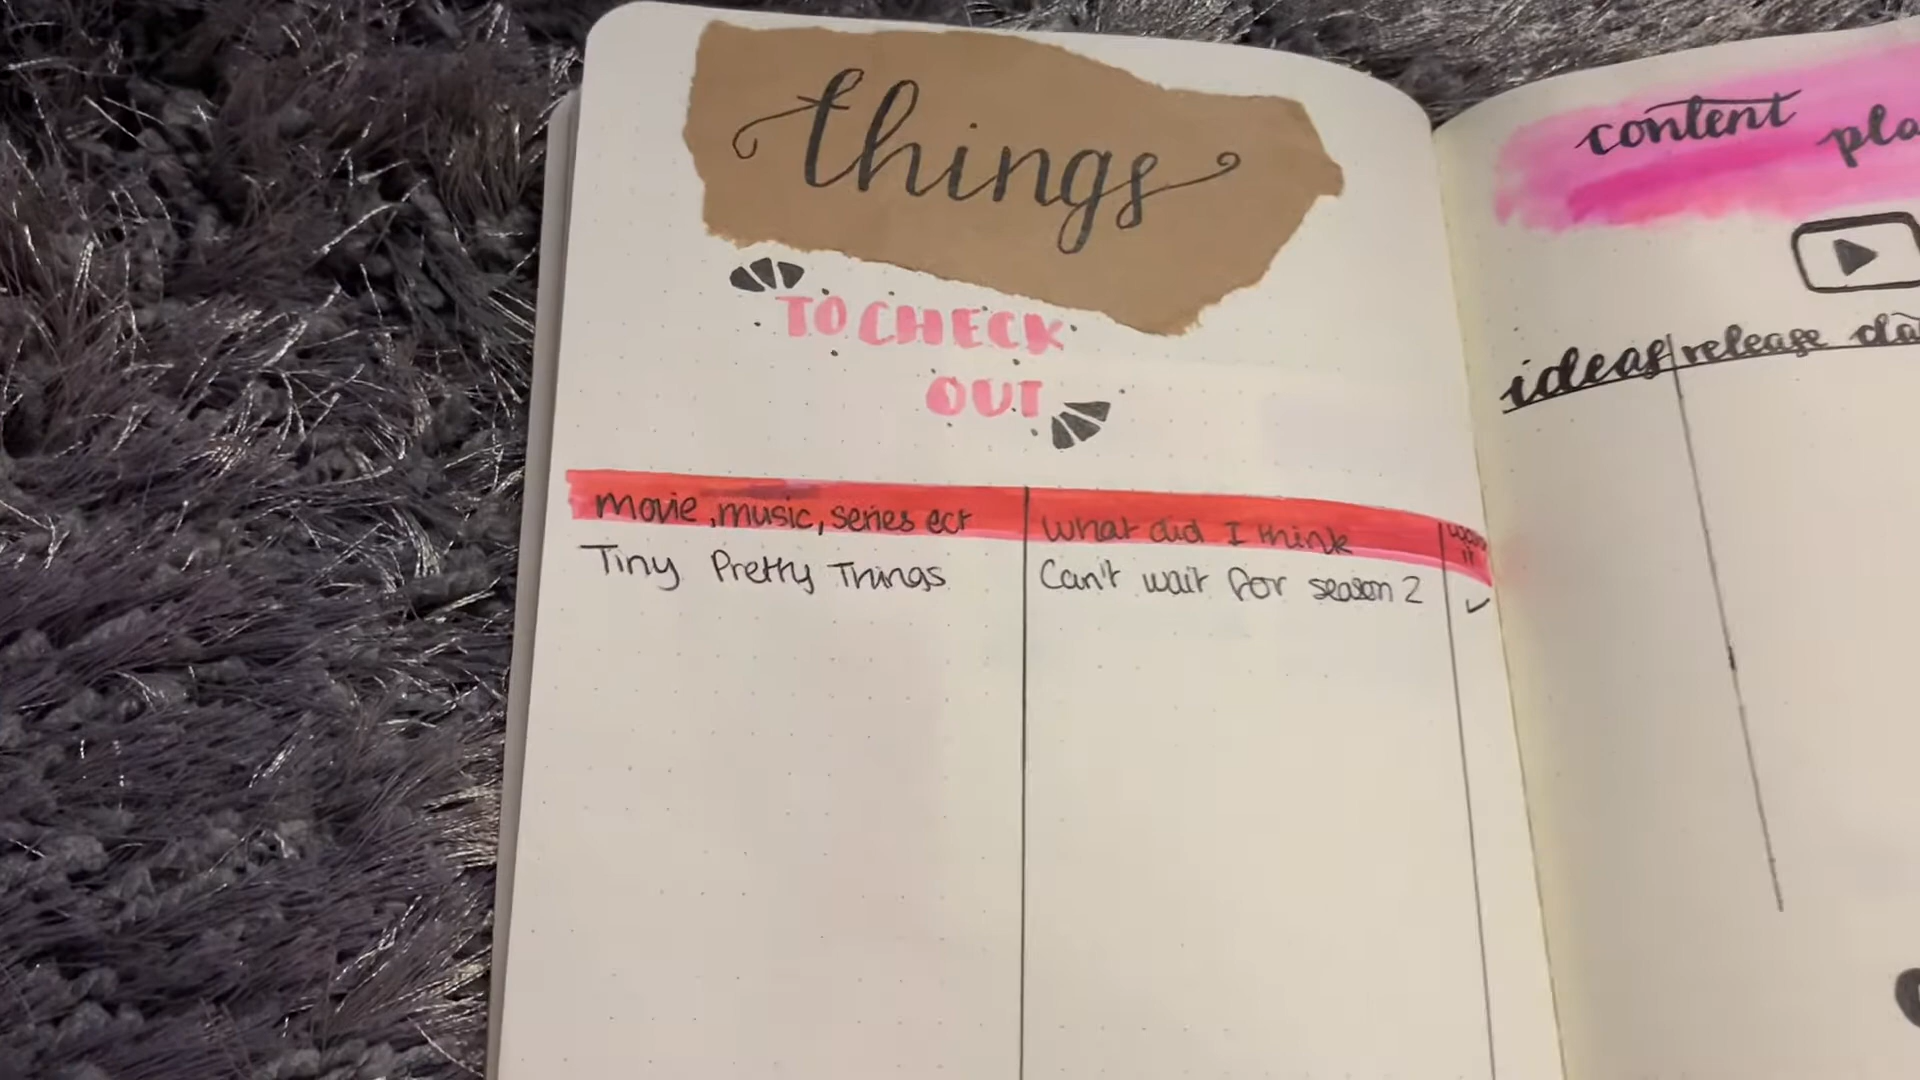 things
TO CHECK
OUT
movie, music, series ect
What did I think
Tiny Pretty Things
Can't wait for season 2
content
ideas
release